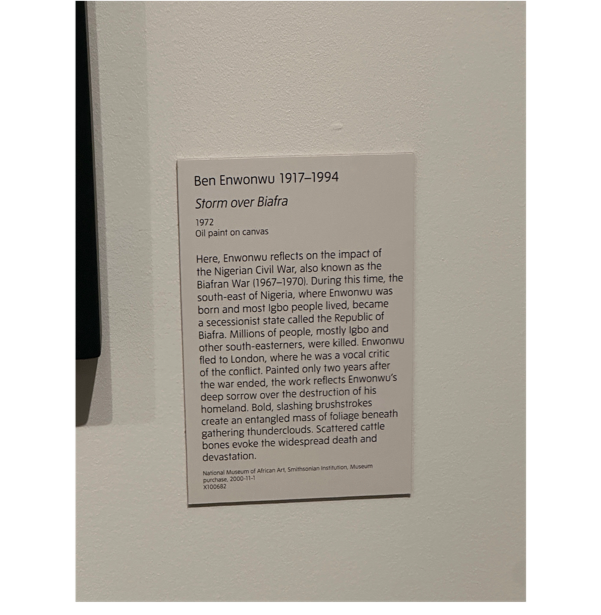 Ben Enwonwu 1917–1994
Storm over Biafra
1972
Oil paint on canvas
Here, Enwonwu reflects on the impact of
the Nigerian Civil War, also known as the
Biafran War (1967–1970). During this time, the
south-east of Nigeria, where Enwonwu was
born and most Igbo people lived, became
a secessionist state called the Republic of
Biafra. Millions of people, mostly Igbo and
other south-easterners, were killed. Enwonwu
fled to London, where he was a vocal critic
of the conflict. Painted only two years after
the war ended, the work reflects Enwonwu's
deep sorrow over the destruction of his
homeland. Bold, slashing brushstrokes
create an entangled mass of foliage beneath
gathering thunderclouds. Scattered cattle
bones evoke the widespread death and
devastation.
National Museum of African Art, Smithsonian Institution, Museum
purchase, 2000-11-1
X100682